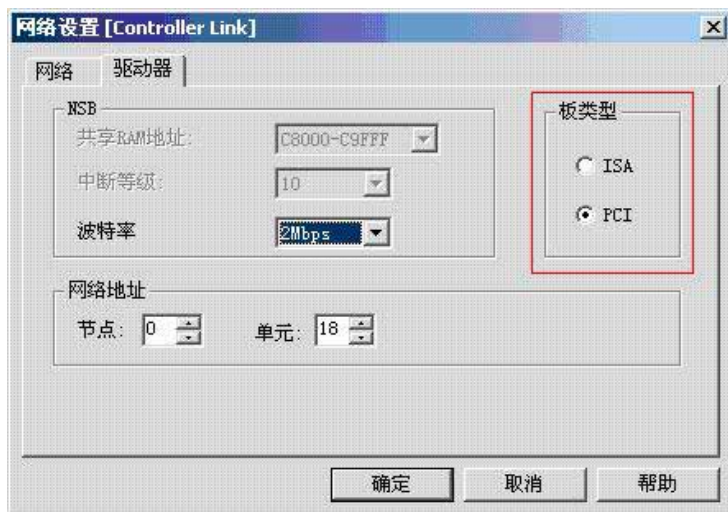 网络设置 [Controller Link]
网络 驱动器
NSB
共享RAM地址: C8000-C9FFF
中断等级: 10
波特率 2Mbps
板类型
ISA
PCI
网络地址
节点: 0 单元: 18
确定 取消 帮助